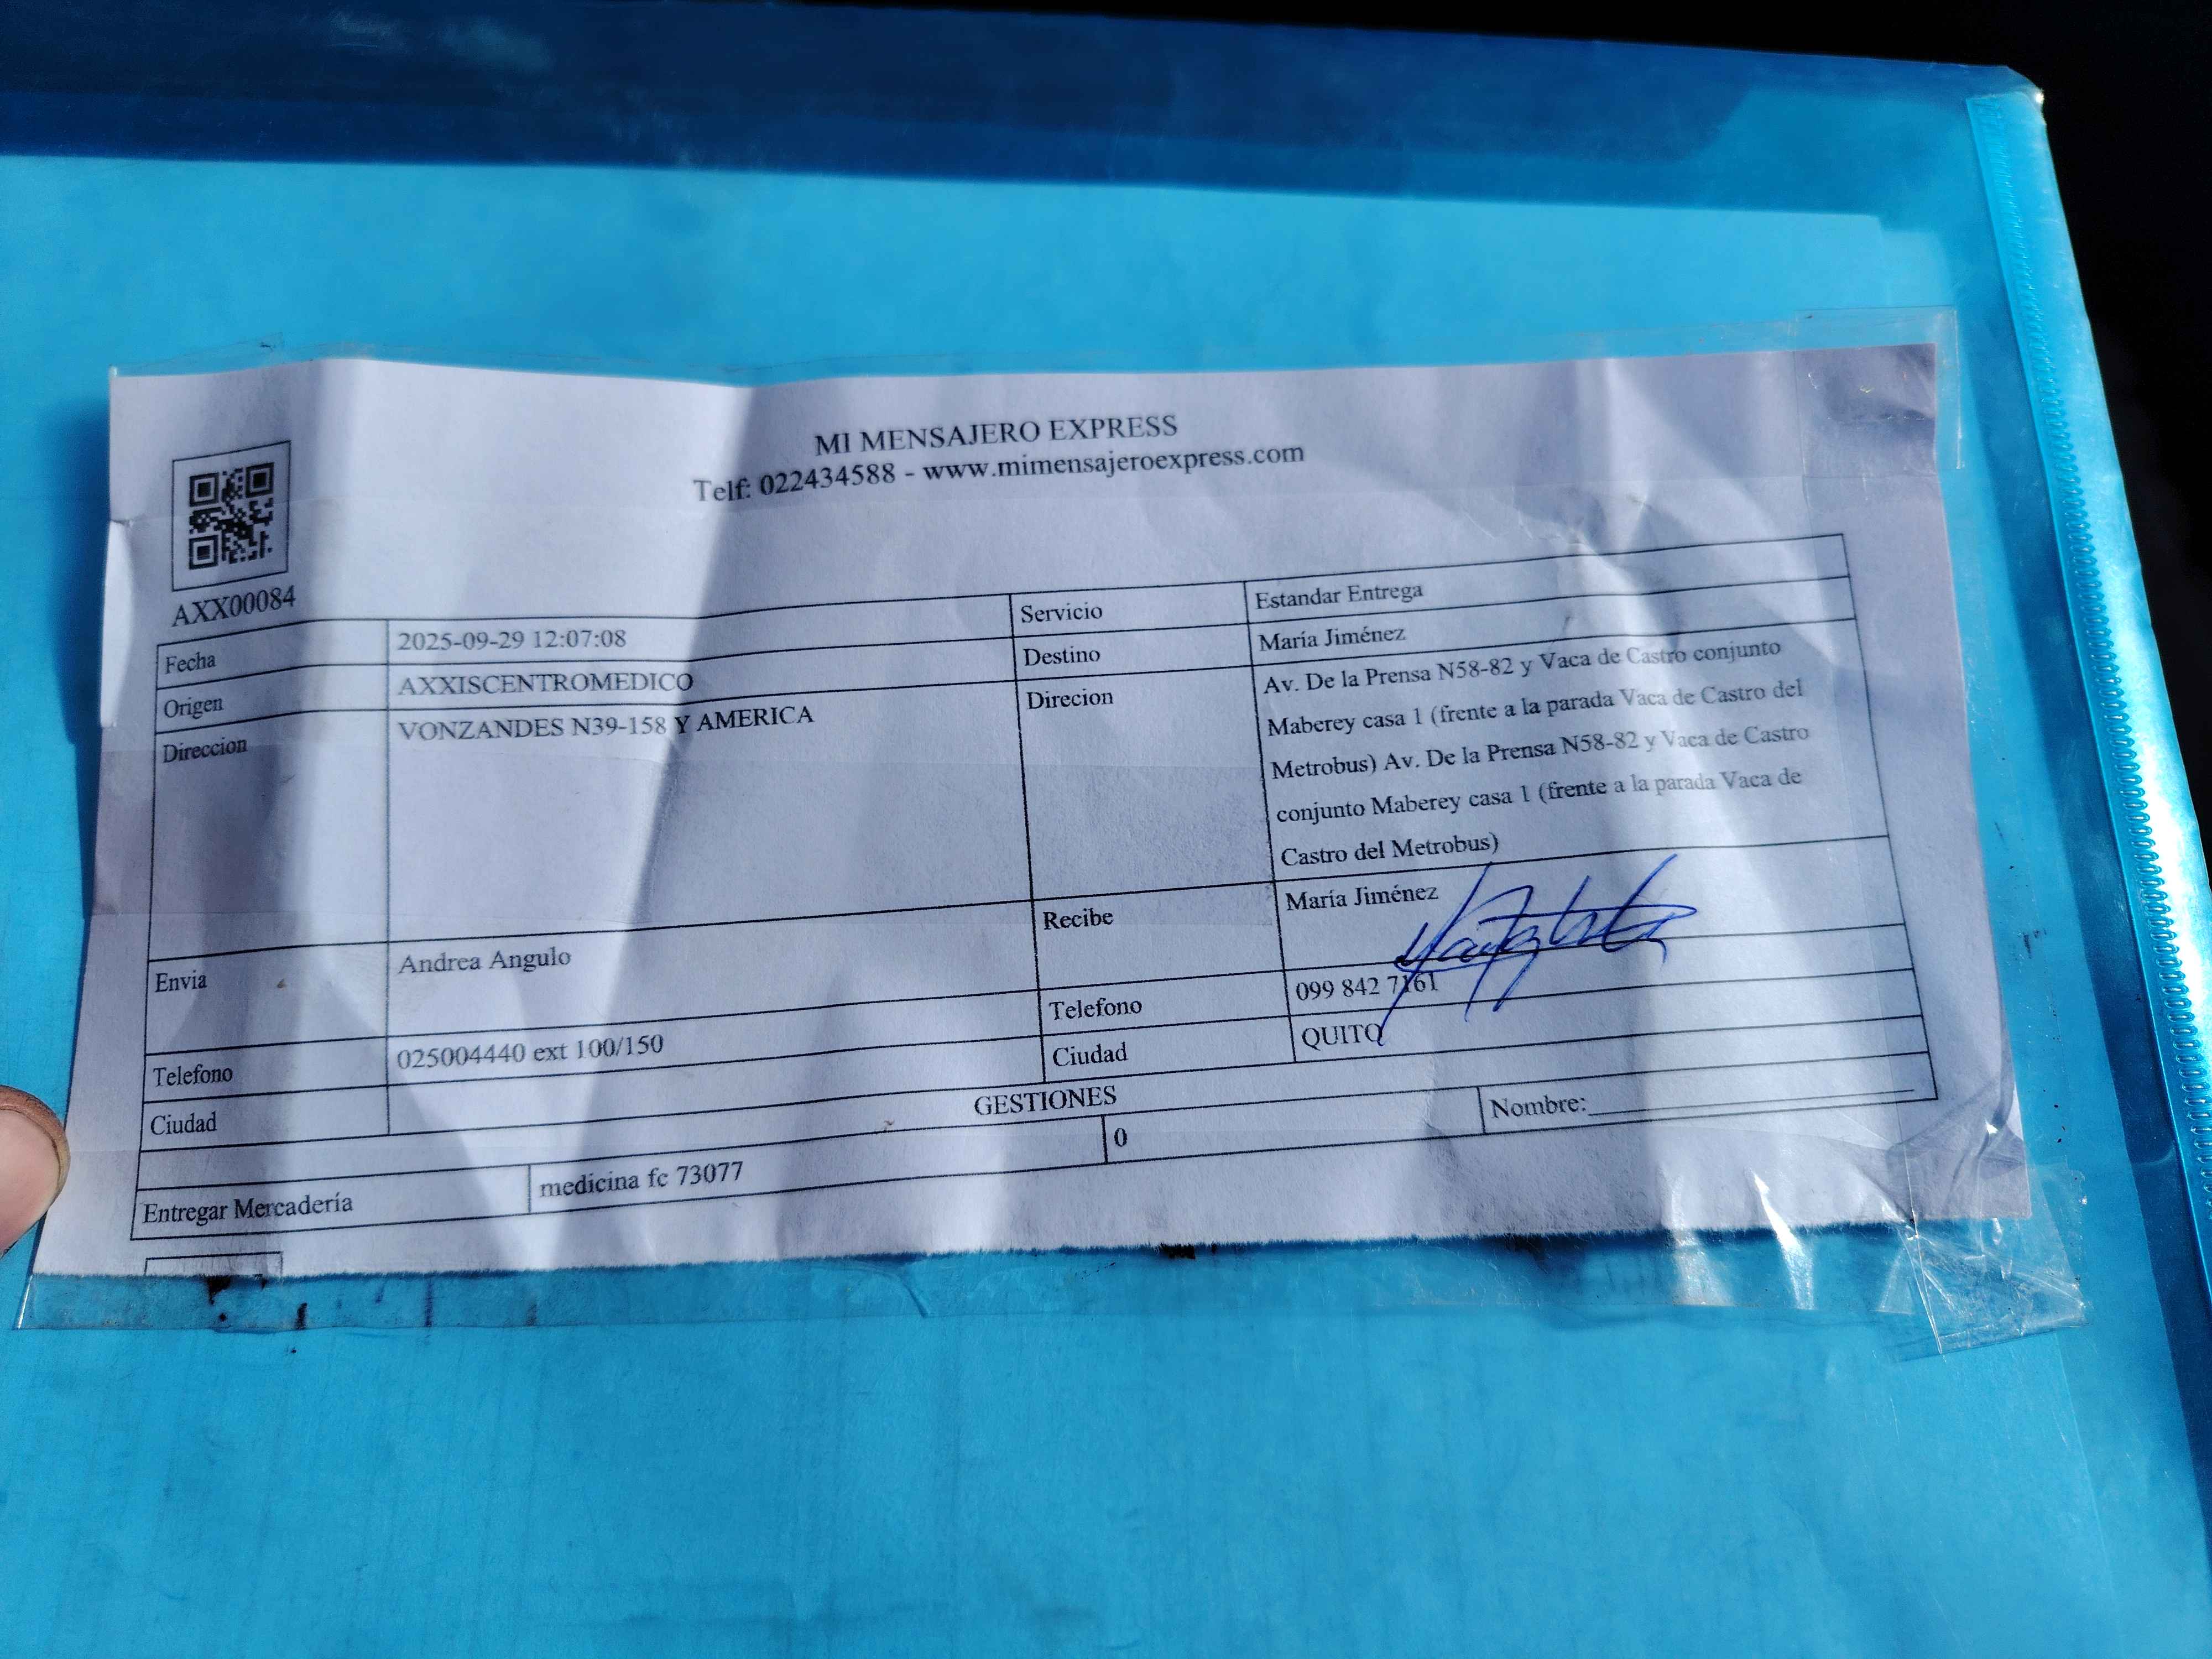 MI MENSAJERO EXPRESS
Telf: 022434588 - www.mimensajeroexpress.com
AXX00084
Fecha 2025-09-29 12:07:08 Servicio Estandar Entrega
Origen AXXISCENTROMEDICO Destino María Jiménez
Direccion VONZANDES N39-158 Y AMERICA Direcion Av. De la Prensa N58-82 y Vaca de Castro conjunto
Maberey casa 1 (frente a la parada Vaca de Castro del
Metrobus) Av. De la Prensa N58-82 y Vaca de Castro
conjunto Maberey casa 1 (frente a la parada Vaca de
Castro del Metrobus)
Envia Andrea Angulo Recibe María Jiménez
Telefono 025004440 ext 100/150 Telefono 099 842 7161
Ciudad Ciudad QUITO
GESTIONES
Entregar Mercadería medicina fc 73077 0 Nombre: